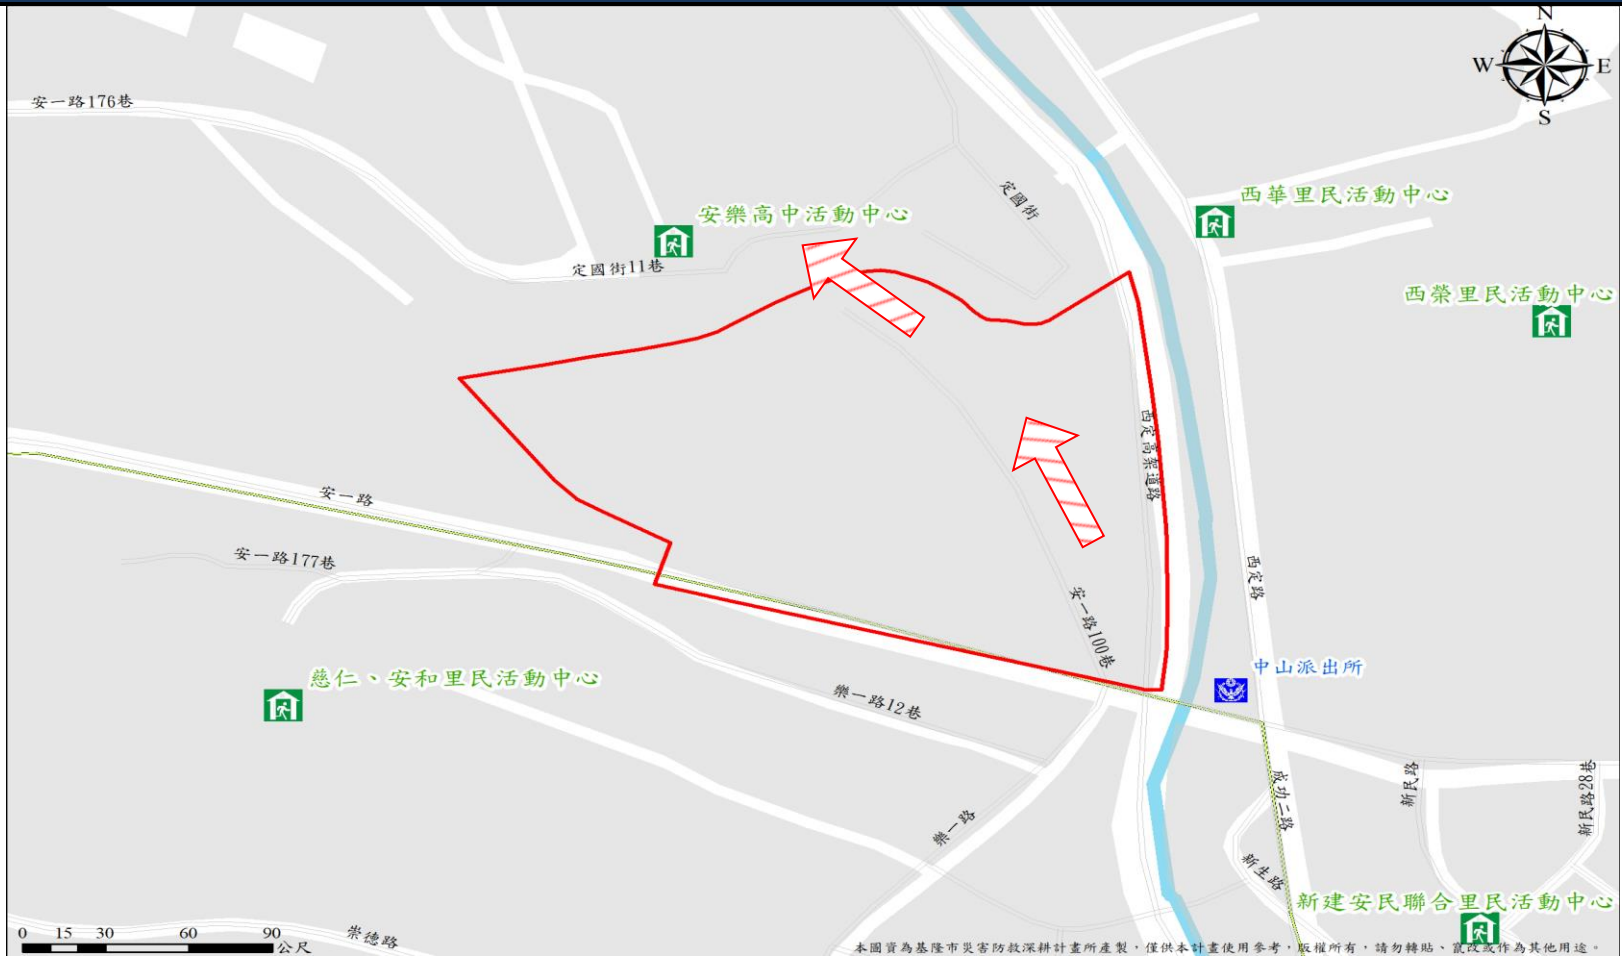 N
W
E
S
安一路176巷
定國街
西華里民活動中心
安樂高中活動中心
定國街11巷
西榮里民活動中心
西定高架道路
安一路
安一路177巷
西定路
安一路100巷
中山派出所
慈仁、安和里民活動中心
樂一路12巷
成功二路
新民路
新民路28巷
樂一路
新生路
新建安民聯合里民活動中心
崇德路
0 15 30 60 90
公尺
本圖資為基隆市災害防救深耕計畫所產製，僅供本計畫使用參考，版權所有，請勿轉貼、竄改或作為其他用途。